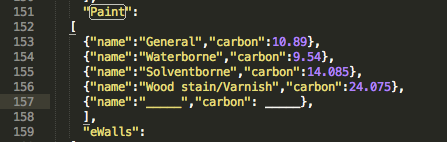 151 "Paint":
152 [
153 {"name":"General","carbon":10.89},
154 {"name":"Waterborne","carbon":9.54},
155 {"name":"Solventborne","carbon":14.085},
156 {"name":"Wood stain/Varnish","carbon":24.075},
157 {"name":"_____","carbon": _____},
158 ],
159 "eWalls":